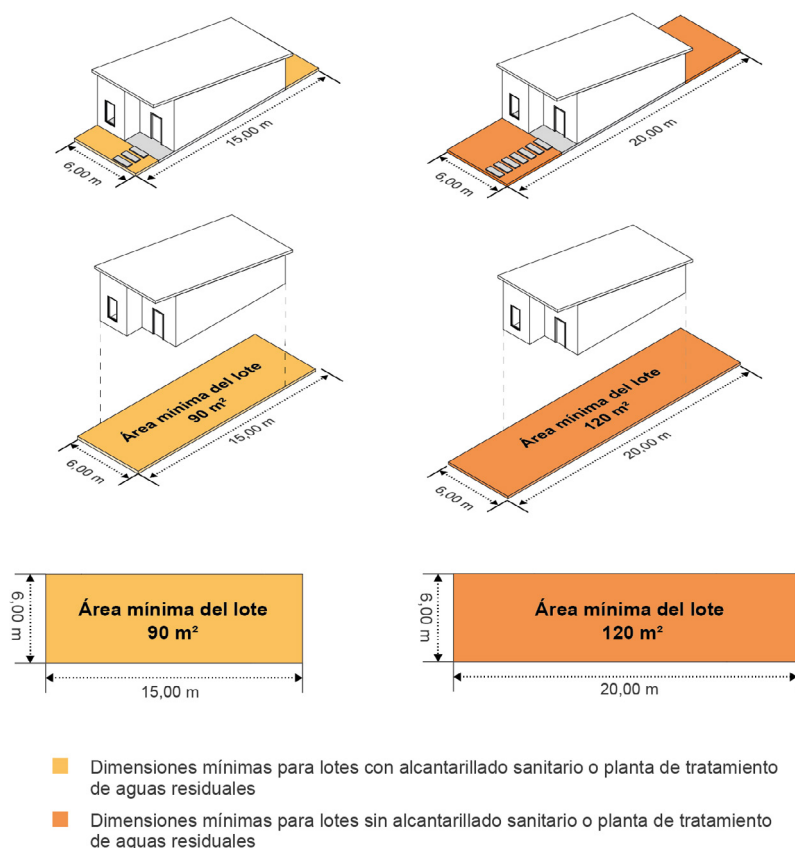 6,00 m
15,00 m
6,00 m
20,00 m
Área mínima del lote
90 m²
6,00 m
15,00 m
Área mínima del lote
120 m²
6,00 m
20,00 m
6,00 m
Área mínima del lote
90 m²
15,00 m
6,00 m
Área mínima del lote
120 m²
20,00 m
Dimensiones mínimas para lotes con alcantarillado sanitario o planta de tratamiento
de aguas residuales
Dimensiones mínimas para lotes sin alcantarillado sanitario o planta de tratamiento
de aguas residuales